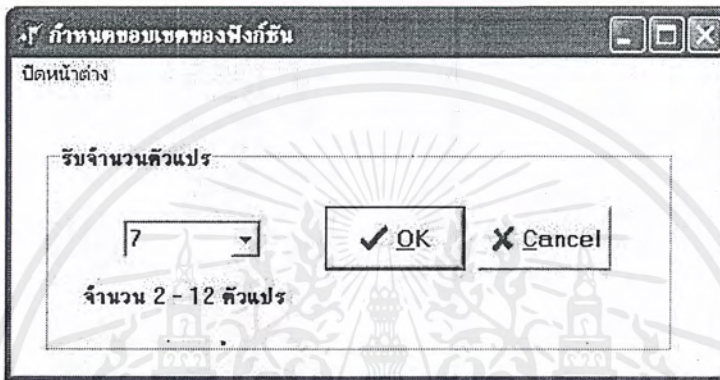 กำหนดขอบเขตของฟังก์ชัน
ปิดหน้าต่าง
รับจำนวนตัวแปร
7
OK
Cancel
จำนวน 2 - 12 ตัวแปร